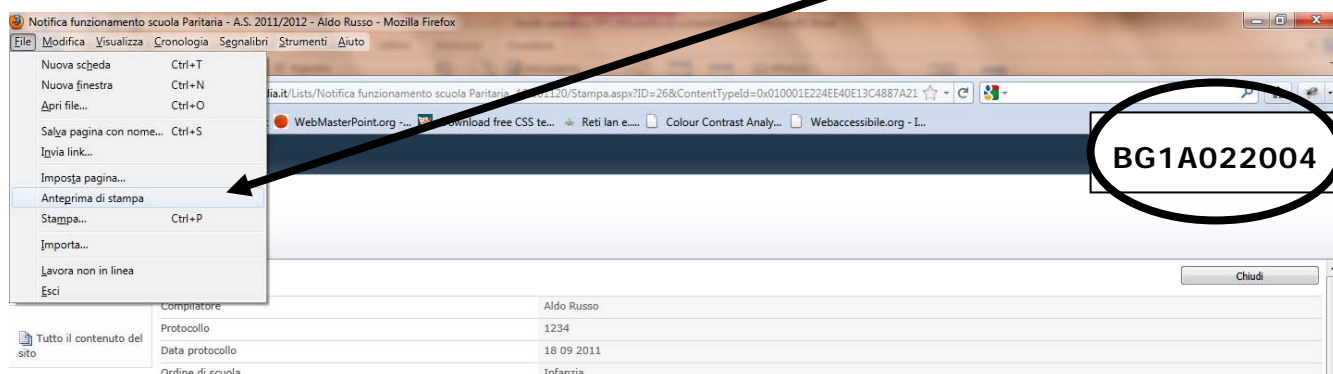 Notifica funzionamento scuola Paritaria - A.S. 2011/2012 - Aldo Russo - Mozilla Firefox
File Modifica Visualizza Cronologia Segnalibri Strumenti Aiuto
Nuova scheda Ctrl+T
Nuova finestra Ctrl+N
Apri file... Ctrl+O
Salva pagina con nome... Ctrl+S
Invia link...
Imposta pagina...
Anteprima di stampa
Stampa... Ctrl+P
Importa...
Lavora non in linea
Esci
dia.it/Lists/Notifica funzionamento scuola Paritaria
1120/Stampa.aspx?ID=26&ContentTypeId=0x010001E224EE40E13C4887A21
WebMasterPoint.org -... download free CSS te... Reti lan e..... Colour Contrast Analy... Webaccessibile.org - I...
BG1A022004
Chiudi
Compilatore Aldo Russo
Protocollo 1234
Data protocollo 18 09 2011
Ordine di scuola Infanzia
Tutto il contenuto del
sito